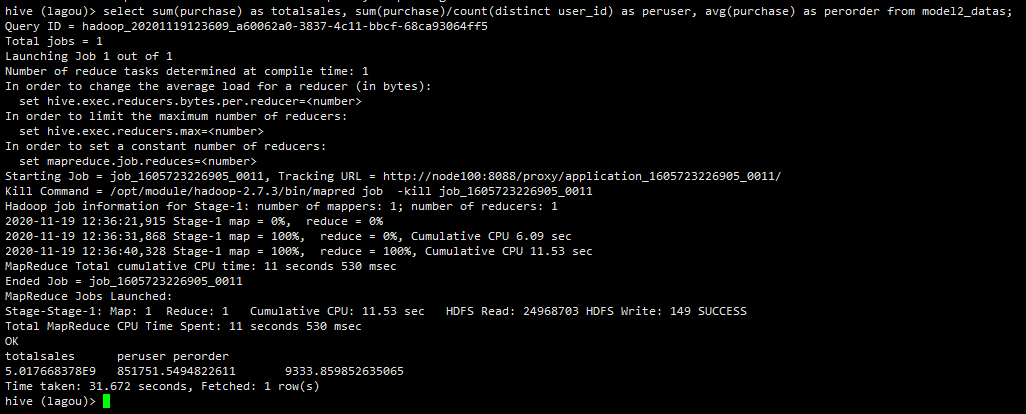 hive (lagou)> select sum(purchase) as totalsales, sum(purchase)/count(distinct user_id) as peruser, avg(purchase) as perorder from model2_datas;
Query ID = hadoop_20201119123609_a60062a0-3837-4c11-bbcf-68ca93064ff5
Total jobs = 1
Launching Job 1 out of 1
Number of reduce tasks determined at compile time: 1
In order to change the average load for a reducer (in bytes):
  set hive.exec.reducers.bytes.per.reducer=<number>
In order to limit the maximum number of reducers:
  set hive.exec.reducers.max=<number>
In order to set a constant number of reducers:
  set mapreduce.job.reduces=<number>
Starting Job = job_1605723226905_0011, Tracking URL = http://node100:8088/proxy/application_1605723226905_0011/
Kill Command = /opt/module/hadoop-2.7.3/bin/mapred job  -kill job_1605723226905_0011
Hadoop job information for Stage-1: number of mappers: 1; number of reducers: 1
2020-11-19 12:36:21,915 Stage-1 map = 0%,  reduce = 0%
2020-11-19 12:36:31,868 Stage-1 map = 100%,  reduce = 0%, Cumulative CPU 6.09 sec
2020-11-19 12:36:40,328 Stage-1 map = 100%,  reduce = 100%, Cumulative CPU 11.53 sec
MapReduce Total cumulative CPU time: 11 seconds 530 msec
Ended Job = job_1605723226905_0011
MapReduce Jobs Launched:
Stage-Stage-1: Map: 1  Reduce: 1   Cumulative CPU: 11.53 sec   HDFS Read: 24968703 HDFS Write: 149 SUCCESS
Total MapReduce CPU Time Spent: 11 seconds 530 msec
OK
totalsales      peruser perorder
5.017668378E9   851751.5494822611       9333.859852635065
Time taken: 31.672 seconds, Fetched: 1 row(s)
hive (lagou)>